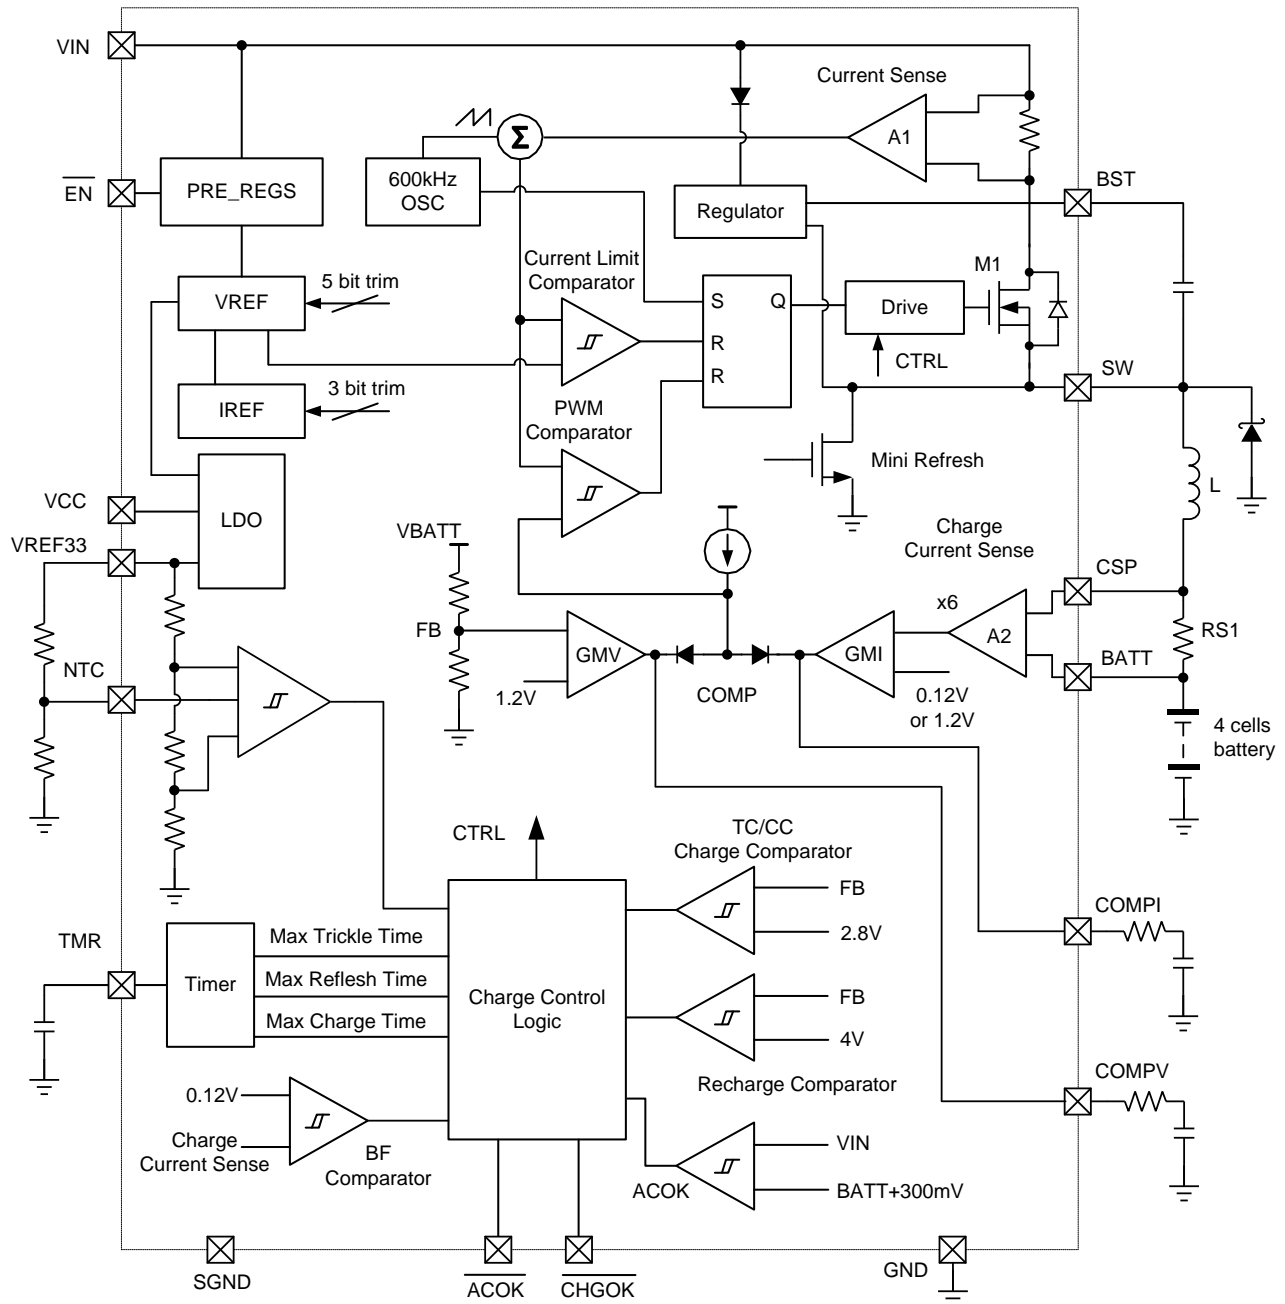 VIN
Current Sense
A1
Σ
EN
PRE_REGS
600kHz
OSC
Regulator
BST
Current Limit
Comparator
M1
5 bit trim
VREF
S
Q
R
R
Drive
CTRL
SW
3 bit trim
IREF
PWM
Comparator
Mini Refresh
L
VCC
LDO
VREF33
VBATT
Charge
Current Sense
CSP
x6
FB
GMV
GMI
A2
RS1
NTC
BATT
1.2V
COMP
0.12V
or 1.2V
4 cells
battery
CTRL
TC/CC
Charge Comparator
FB
2.8V
COMPI
TMR
Max Trickle Time
Timer
Max Reflesh Time
Max Charge Time
Charge Control
Logic
FB
4V
COMPV
Recharge Comparator
0.12V
Charge
Current Sense
BF
Comparator
VIN
ACOK
BATT+300mV
SGND
ACOK
CHGOK
GND